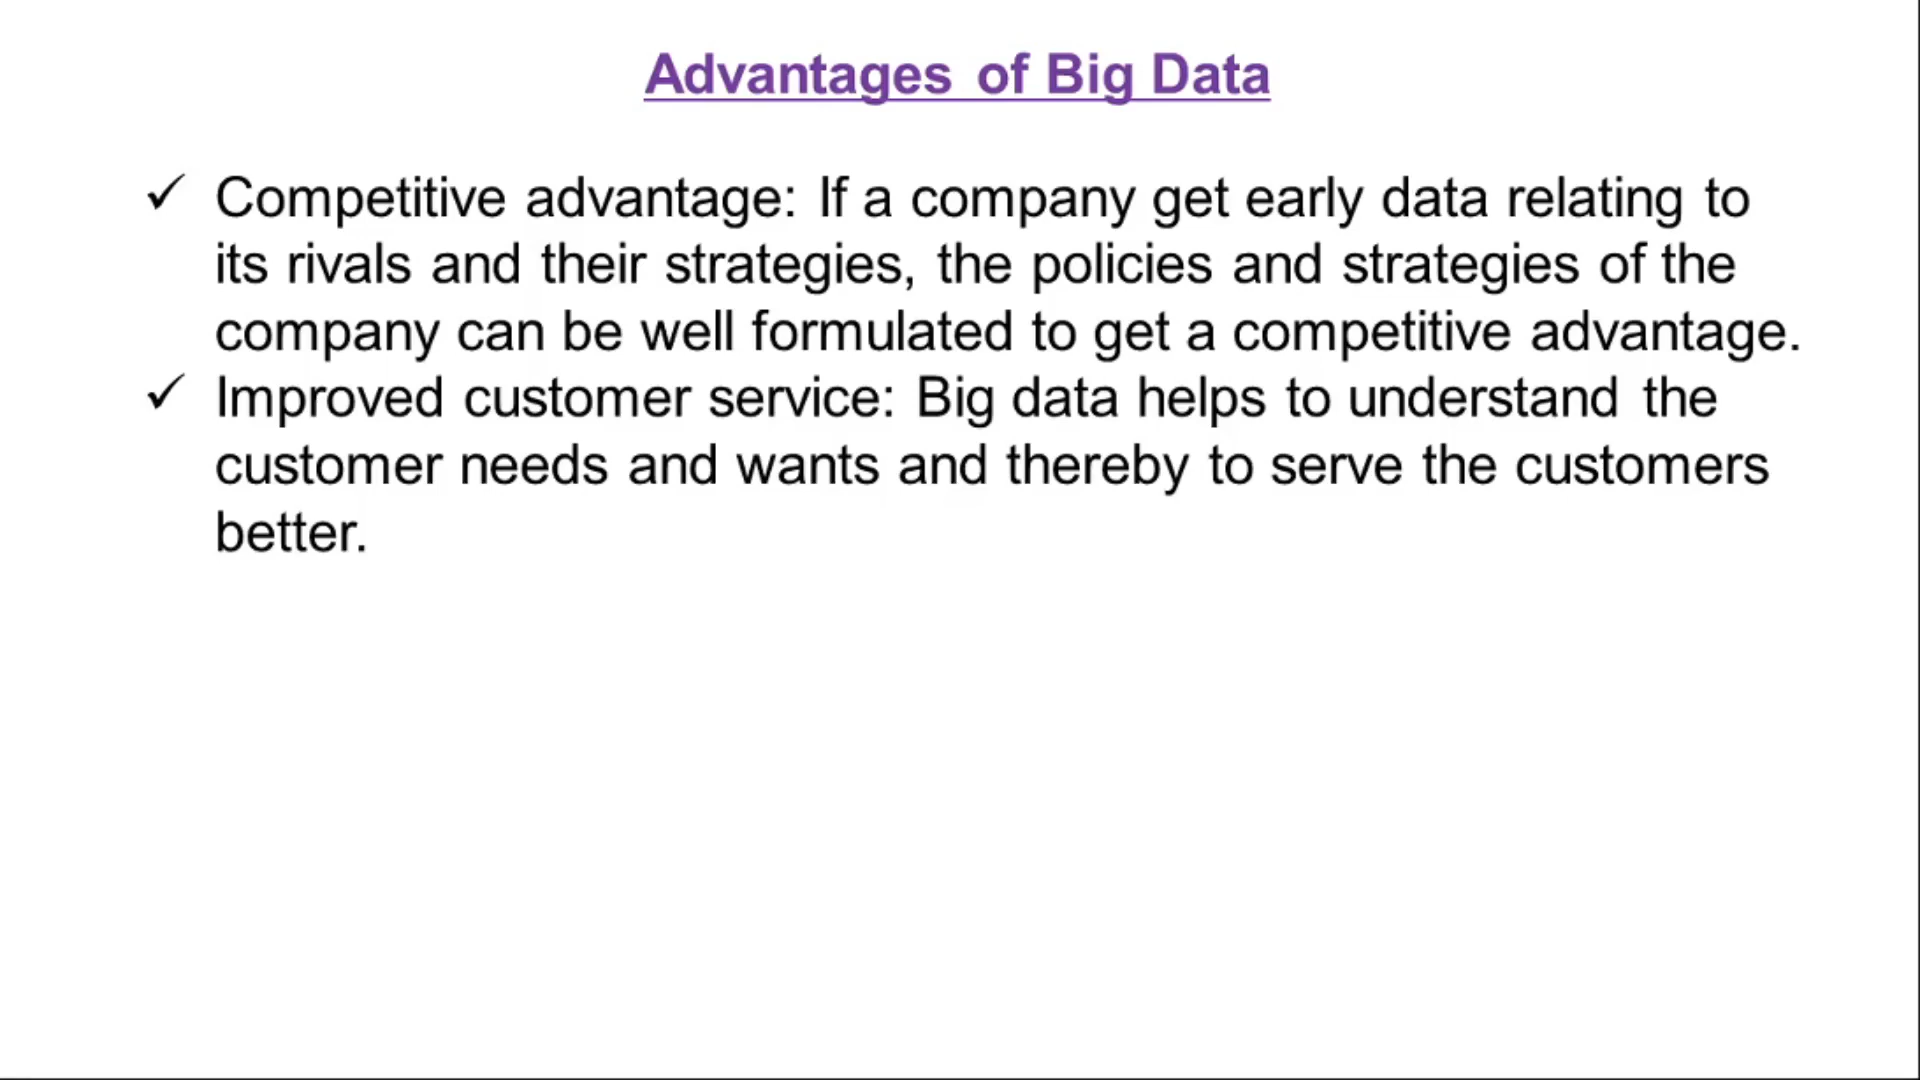 Advantages of Big Data
✓ Competitive advantage: If a company get early data relating to
its rivals and their strategies, the policies and strategies of the
company can be well formulated to get a competitive advantage.
✓ Improved customer service: Big data helps to understand the
customer needs and wants and thereby to serve the customers
better.